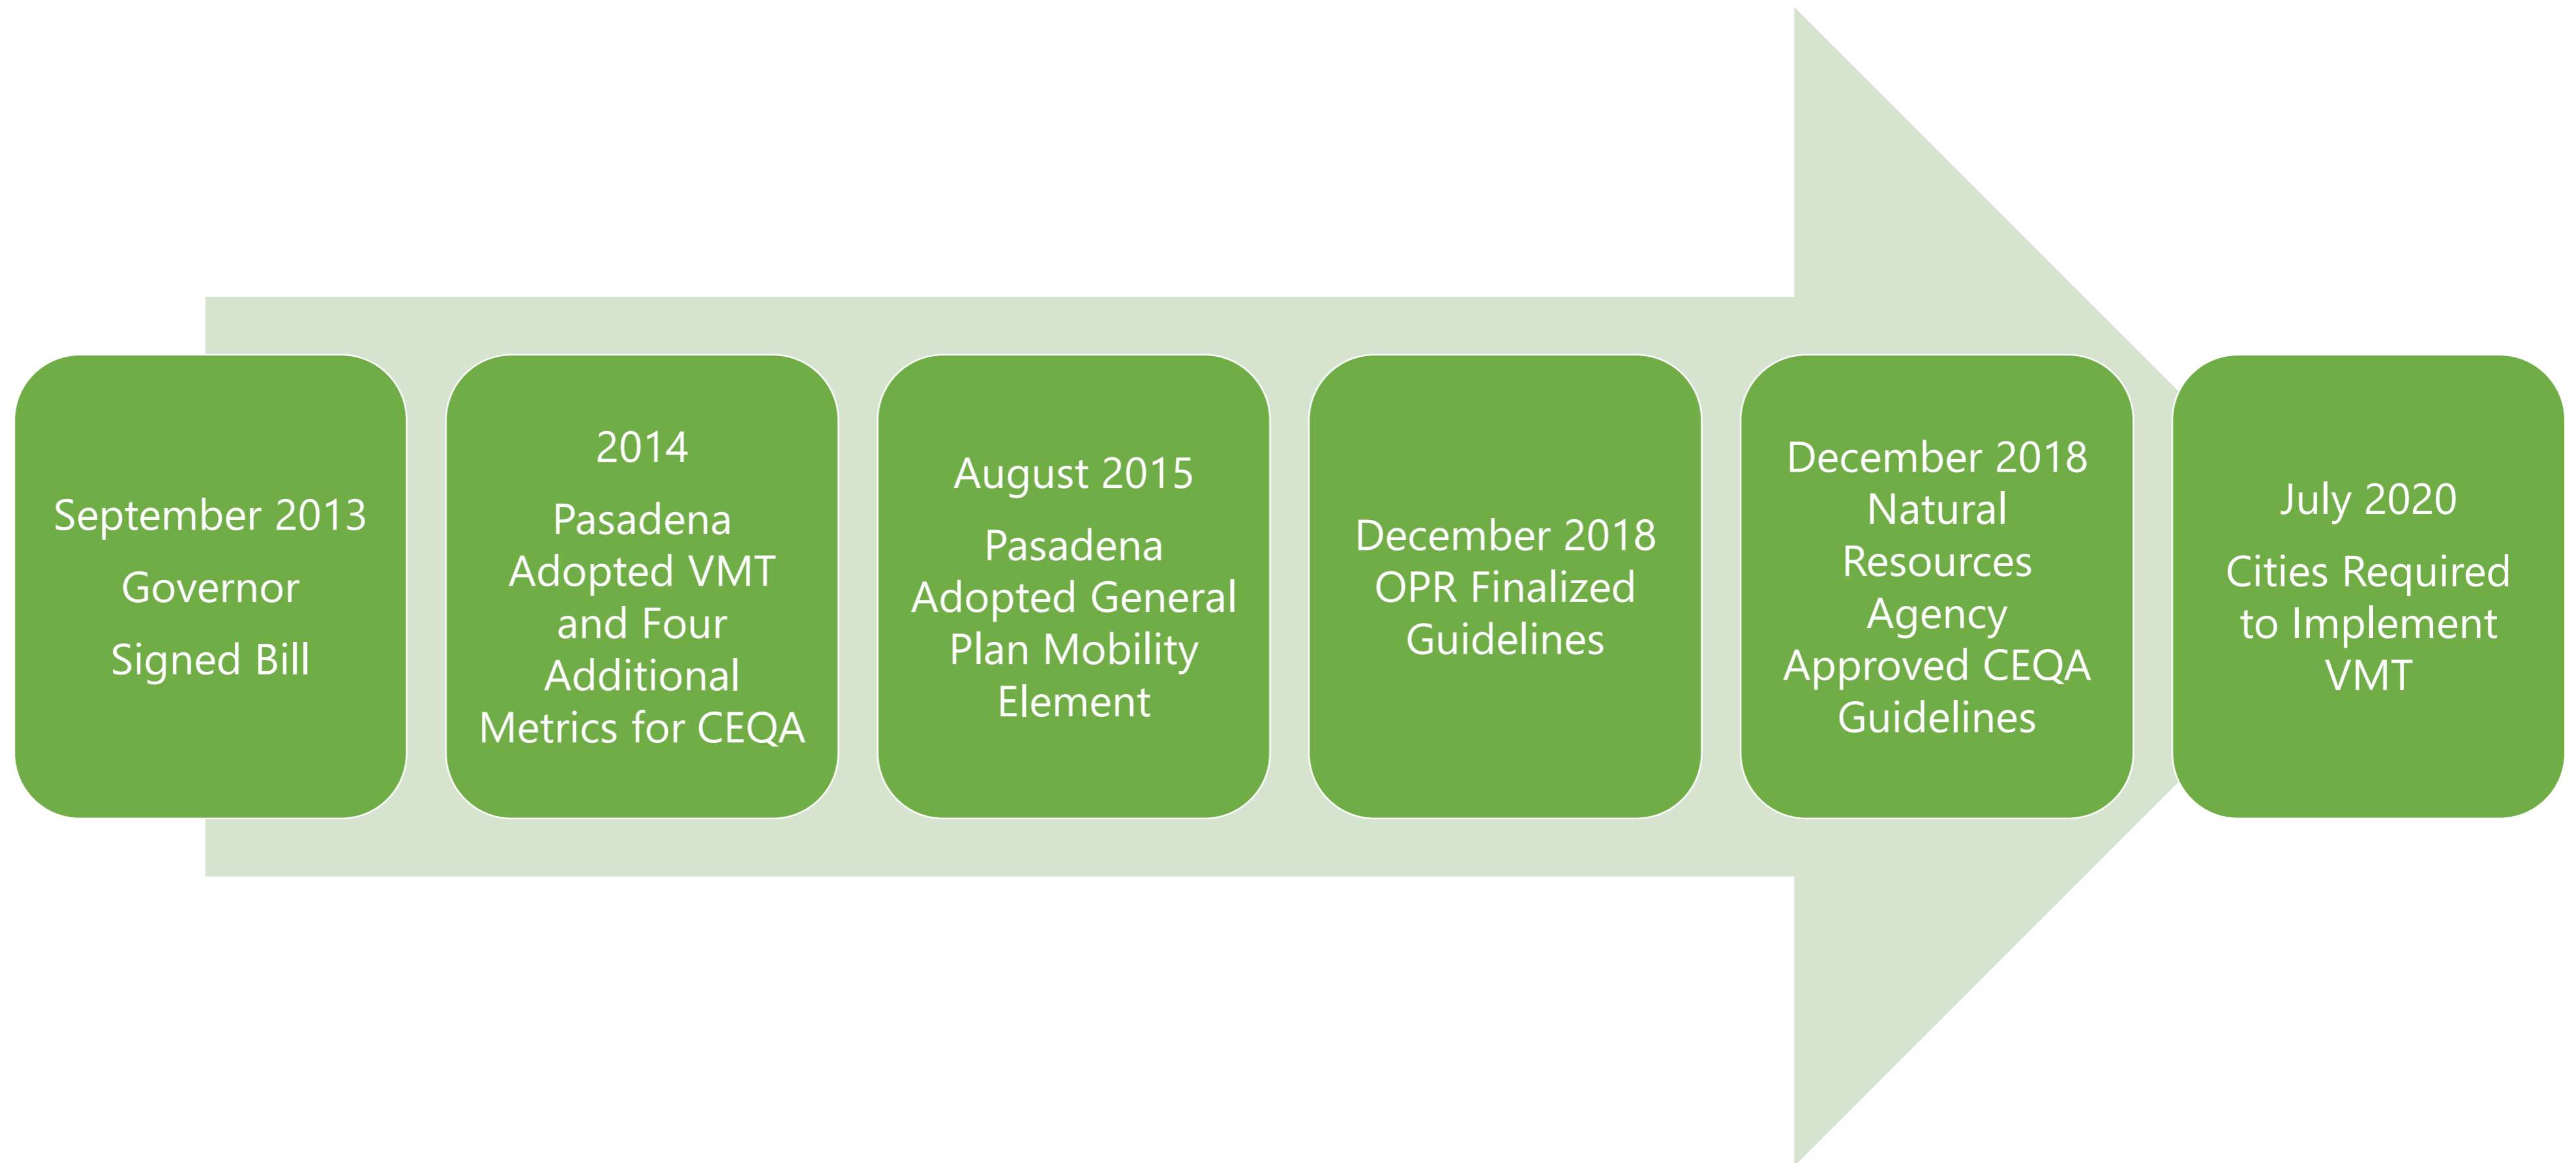 September 2013
Governor
Signed Bill
2014
Pasadena
Adopted VMT
and Four
Additional
Metrics for CEQA
August 2015
Pasadena
Adopted General
Plan Mobility
Element
December 2018
OPR Finalized
Guidelines
December 2018
Natural
Resources
Agency
Approved CEQA
Guidelines
July 2020
Cities Required
to Implement
VMT